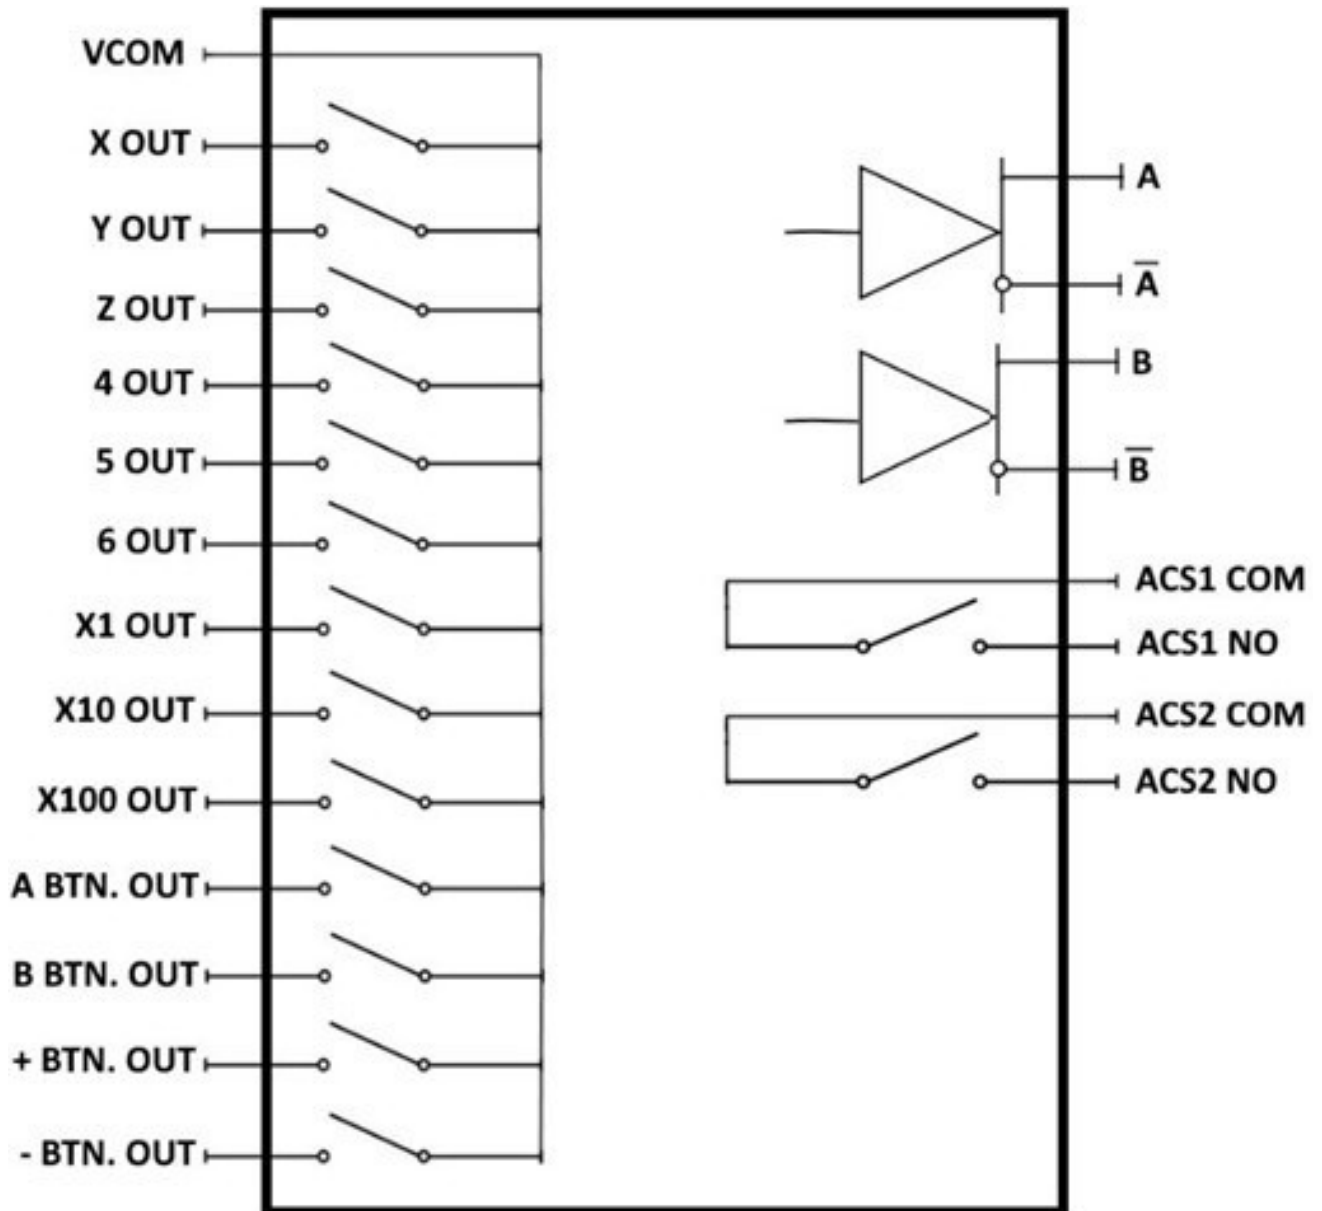 VCOM
X OUT
Y OUT
Z OUT
4 OUT
5 OUT
6 OUT
X1 OUT
X10 OUT
X100 OUT
A BTN. OUT
B BTN. OUT
+ BTN. OUT
- BTN. OUT
A
A̅
B
B̅
ACS1 COM
ACS1 NO
ACS2 COM
ACS2 NO